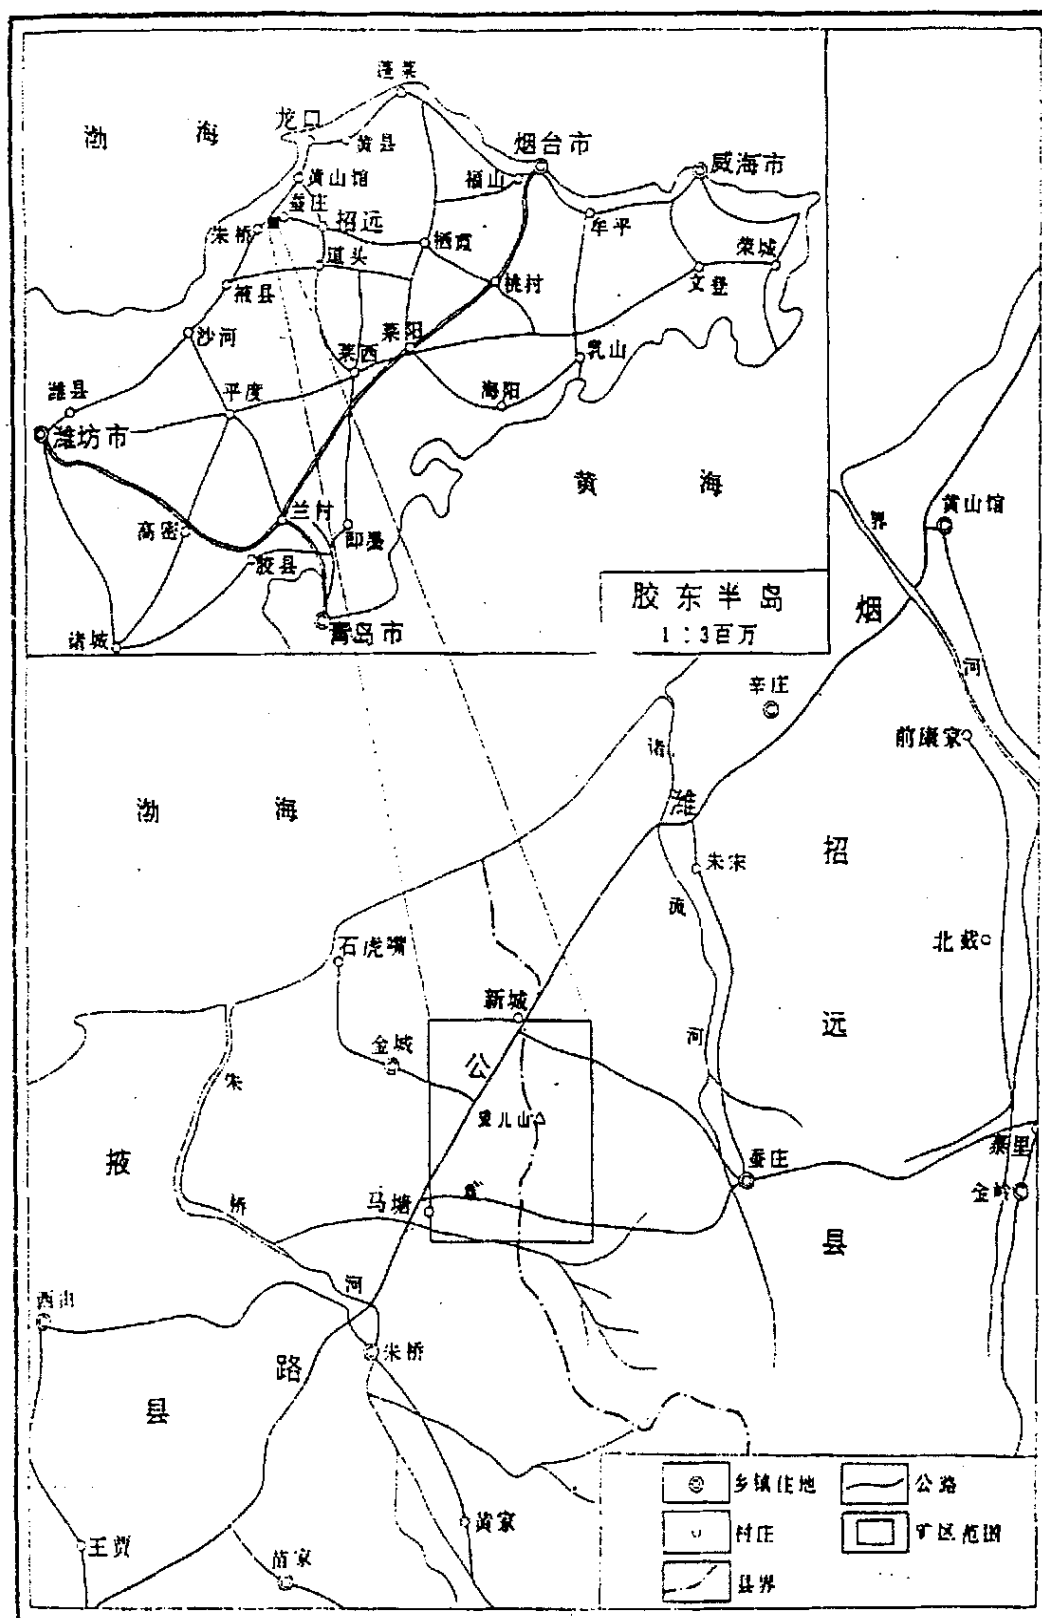 渤 海
蓬莱
龙口
黄县
烟台市
威海市
黄山馆
福山
蚕庄
招远
朱桥
牟平
栖霞
荣城
道头
文登
掖县
桃村
沙河
莱阳
莱西
乳山
潍县
平度
海阳
潍坊市
黄 海
高密
兰村
即墨
胶县
诸城
青岛市
胶东半岛
1:3百万
黄山馆
界
河
烟
辛庄
前康家
诸
流
河
潍
渤 海
朱宋
招
远
县
北截
石虎嘴
新城
金城
公
望儿山
朱
桥
河
掖
县
蚕庄
金岭
马塘
西由
朱桥
路
黄家
王贾
苗家
乡镇住地
公路
村庄
矿区范围
县界